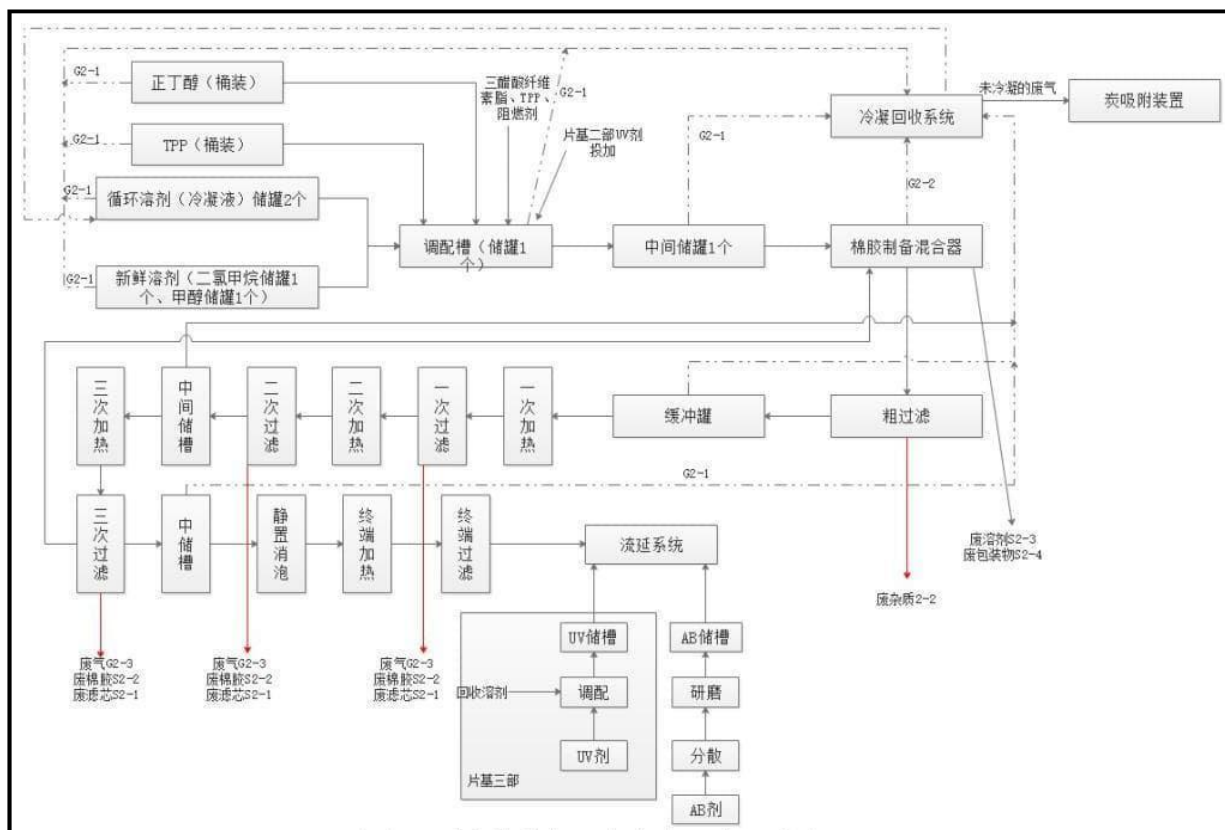 G2-1
正丁醇（桶装）
G2-1
TPP（桶装）
G2-1
循环溶剂（冷凝液）储罐2个
G2-1
新鲜溶剂（二氯甲烷储罐1
个、甲醇储罐1个）
三醋酸纤维
素脂、TPP、
阻燃剂
G2-1
片基二部UV剂
投加
调配槽（储罐1
个）
G2-1
中间储罐1个
未冷凝的废气
冷凝回收系统
炭吸附装置
G2-2
棉胶制备混合器
三次加热
中间储槽
二次过滤
二次加热
一次过滤
一次加热
缓冲罐
粗过滤
G2-1
三次过滤
中储槽
静置消泡
终端加热
终端过滤
流延系统
废溶剂S2-3
废包装物S2-4
废杂质2-2
废气G2-3
废棉胶S2-2
废滤芯S2-1
废气G2-3
废棉胶S2-2
废滤芯S2-1
废气G2-3
废棉胶S2-2
废滤芯S2-1
UV储槽
回收溶剂
调配
UV剂
片基三部
AB储槽
研磨
分散
AB剂